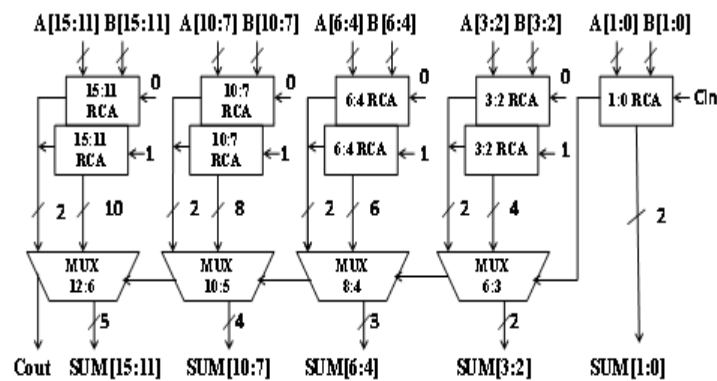 A[15:11] B[15:11] A[10:7] B[10:7] A[6:4] B[6:4] A[3:2] B[3:2] A[1:0] B[1:0]
15:11 RCA 0 10:7 RCA 0 6:4 RCA 0 3:2 RCA 0 1:0 RCA Cin
15:11 RCA 1 10:7 RCA 1 6:4 RCA 1 3:2 RCA 1
2 10 2 8 2 6 2 4 2
MUX 12:6 MUX 10:5 MUX 8:4 MUX 6:3
5 4 3 2
Cout SUM[15:11] SUM[10:7] SUM[6:4] SUM[3:2] SUM[1:0]